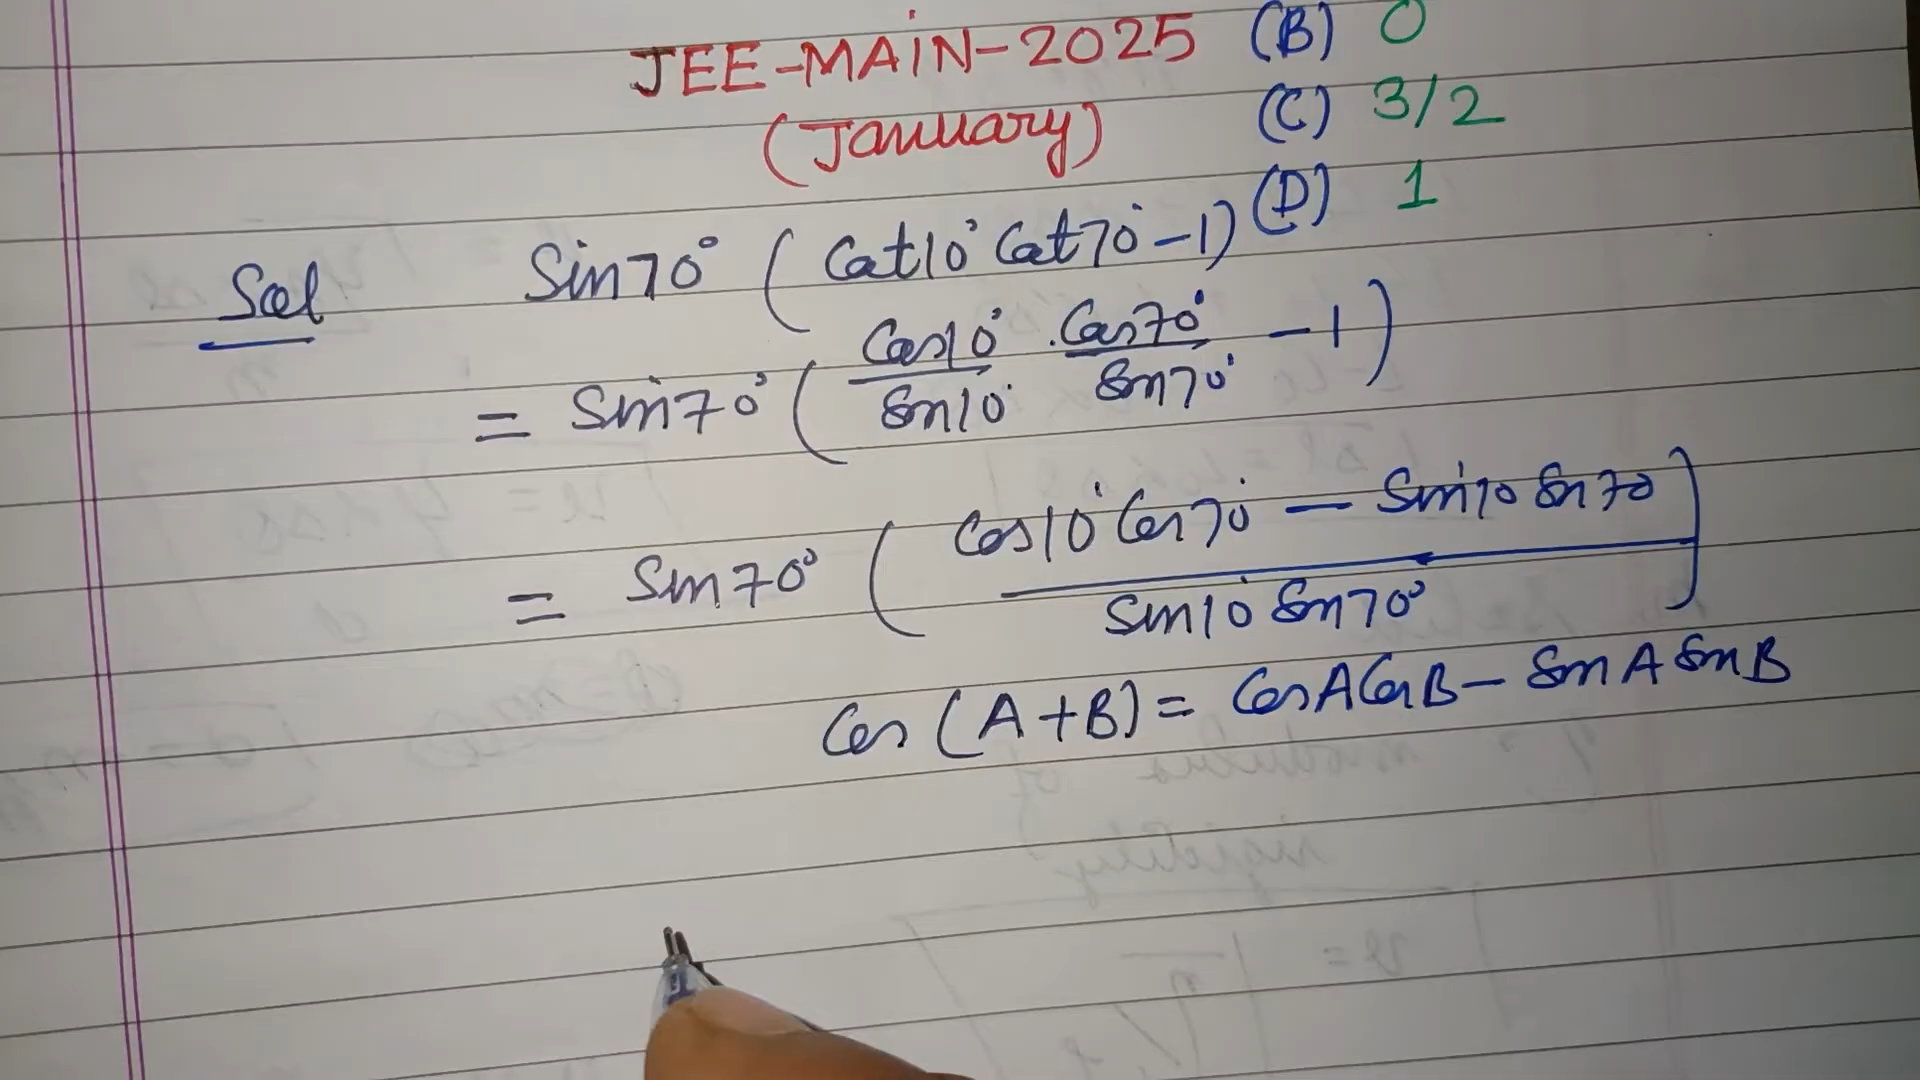 JEE-MAIN-2025 (B) 0
(January) (C) 3/2
(D) 1
Sol Sin70° (Cot10° Cot70° - 1)
= Sin70° ( Cos10° / Sin10° . Cos70° / Sin70° - 1 )
= Sin70° ( Cos10° Cos70° - Sin10 Sin70 / Sin10° Sin70° )
Cos (A+B) = CosA CosB - SinA SinB